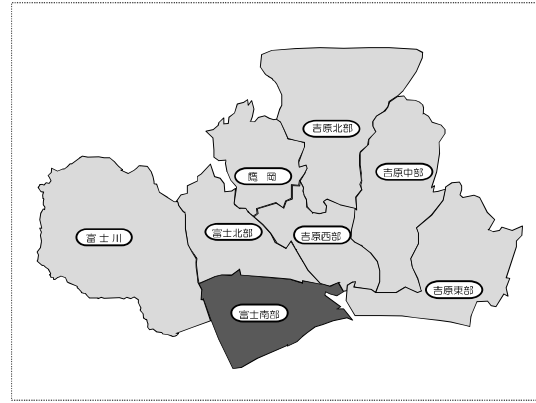 吉原北部
鷹岡
吉原中部
富士川
富士北部
吉原西部
吉原東部
富士南部